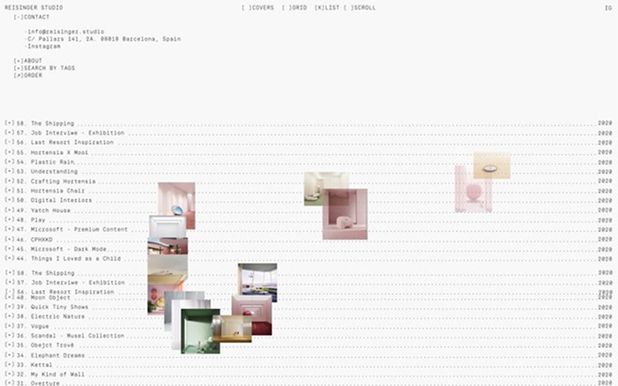 REISINGER STUDIO
[ ]COVERS [ ]GRID [X]LIST [ ]SCROLL
IG
[-]CONTACT
-info@reisinger.studio
-C/ Pallars 141, 2A. 08018 Barcelona, Spain
-Instagram
[+]ABOUT
[+]SEARCH BY TAGS
[↗]ORDER
[+] 58. The Shipping 2020
[+] 57. Job Interviwe - Exhibition 2020
[-] 56. Last Resort Inspiration 2020
[+] 55. Hortensia X Mooi 2020
[+] 54. Plastic Rain 2020
[+] 53. Understanding 2020
[+] 52. Crafting Hortensia 2020
[+] 51. Hortensia Chair 2020
[+] 50. Digital Interiors 2020
[+] 49. Yatch House 2020
[+] 48. Play 2020
[+] 47. Microsoft - Premium Content 2020
[+] 46. CPHHXD 2020
[+] 45. Microsoft - Dark Mode 2020
[+] 44. Things I Loved as a Child 2020
[+] 58. The Shipping 2020
[+] 57. Job Interviwe - Exhibition 2020
[-] 56. Last Resort Inspiration 2020
[+] 40. Moon Object 2020
[+] 39. Quick Tiny Shows 2020
[+] 38. Electric Nature 2020
[+] 37. Vogue 2020
[+] 36. Scandal - Musei Collection 2020
[+] 35. Obejct Trové 2020
[+] 34. Elephant Dreams 2020
[+] 33. Kettal 2020
[+] 32. My Kind of Wall 2020
[+] 31. Overture 2020